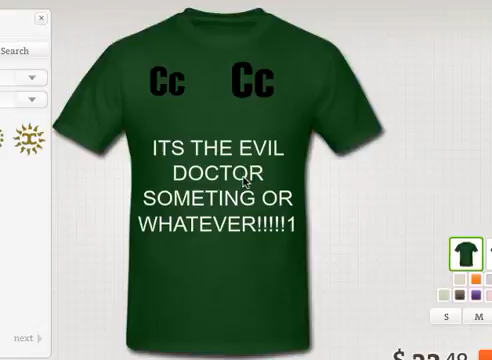 Search
Cc Cc
ITS THE EVIL
DOCTOR
SOMETING OR
WHATEVER!!!!!1
next
S M